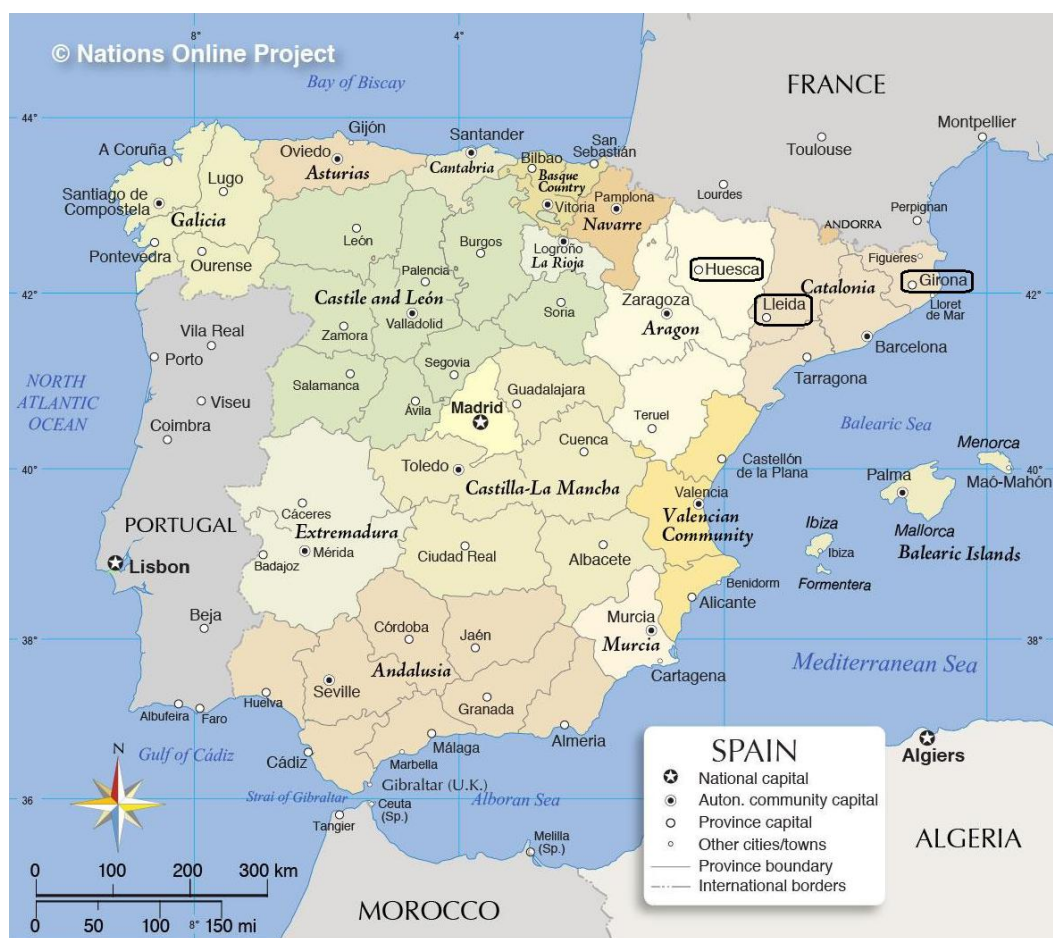 © Nations Online Project
8°
4°
Bay of Biscay
FRANCE
44°
Gijón
Santander
San
Sebastián
Montpellier
A Coruña
Oviedo
Asturias
Cantabria
Bilbao
Basque
Country
Toulouse
Lugo
Santiago de
Compostela
Galicia
Vitoria
Pamplona
Navarre
Lourdes
Perpignan
ANDORRA
León
Burgos
Logroño
La Rioja
Pontevedra
Ourense
Figueres
Huesca
Girona
Palencia
Castile and León
Valladolid
Zaragoza
Aragon
Lleida
Catalonia
Lloret
de Mar
42°
Soria
Vila Real
Zamora
Barcelona
Porto
Segovia
Tarragona
NORTH
ATLANTIC
OCEAN
Salamanca
Ávila
Guadalajara
Viseu
Madrid
Teruel
Coimbra
Cuenca
Balearic Sea
Menorca
Maó-Mahón
40°
40°
Toledo
Castellón
de la Plana
Palma
Castilla-La Mancha
Valencia
Valencian
Community
Mallorca
Balearic Islands
Cáceres
Extremadura
PORTUGAL
Ibiza
Ibiza
Formentera
Mérida
Badajoz
Ciudad Real
Albacete
Lisbon
Benidorm
Alicante
Beja
Murcia
Murcia
38°
38°
Córdoba
Jaén
Andalusia
Mediterranean Sea
Cartagena
Seville
Huelva
Granada
Albufeira
Faro
Almería
Málaga
Marbella
Cádiz
Gulf of Cádiz
Gibraltar (U.K.)
Strai of Gibraltar
Ceuta
(Sp.)
Alboran Sea
Tangier
Melilla
(Sp.)
36°
N
Algiers
ALGERIA
MOROCCO
SPAIN
National capital
Auton. community capital
Province capital
Other cities/towns
Province boundary
International borders
0 100 200 300 km
0 50 100 8° 150 mi